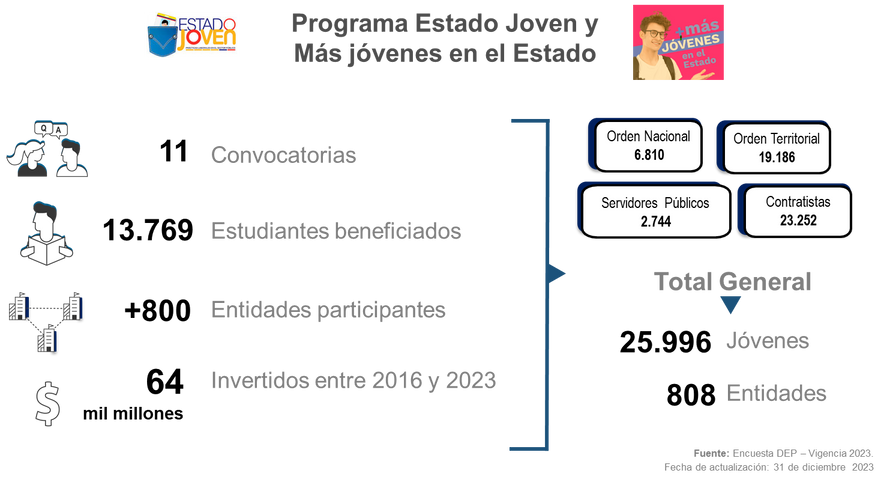 ESTADO
JOVEN
Programa Estado Joven y
Más jóvenes en el Estado
+más
JÓVENES
en el
Estado
Q
A
11
Convocatorias
13.769
Estudiantes beneficiados
+800
Entidades participantes
64
mil millones
Invertidos entre 2016 y 2023
$
Orden Nacional
6.810
Orden Territorial
19.186
Servidores Públicos
2.744
Contratistas
23.252
Total General
25.996
Jóvenes
808
Entidades
Fuente: Encuesta DEP – Vigencia 2023.
Fecha de actualización: 31 de diciembre 2023